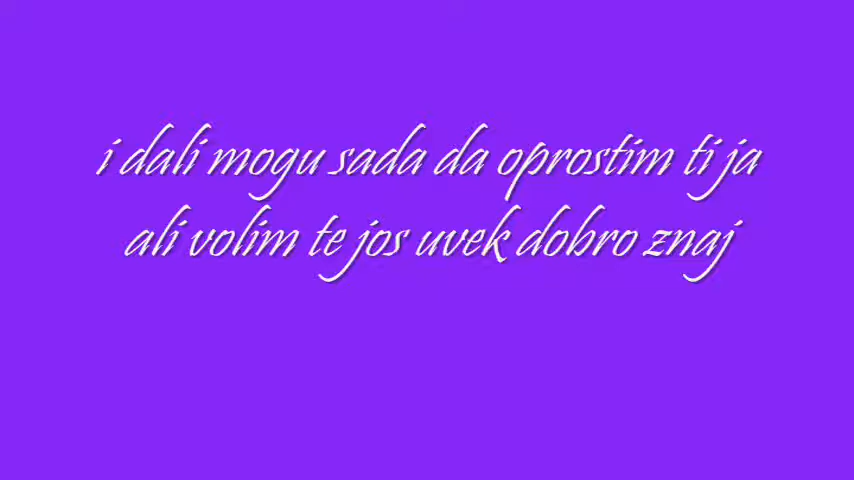 i dali mogu sada da oprostim ti ja
ali volim te jos uvek dobro znaj